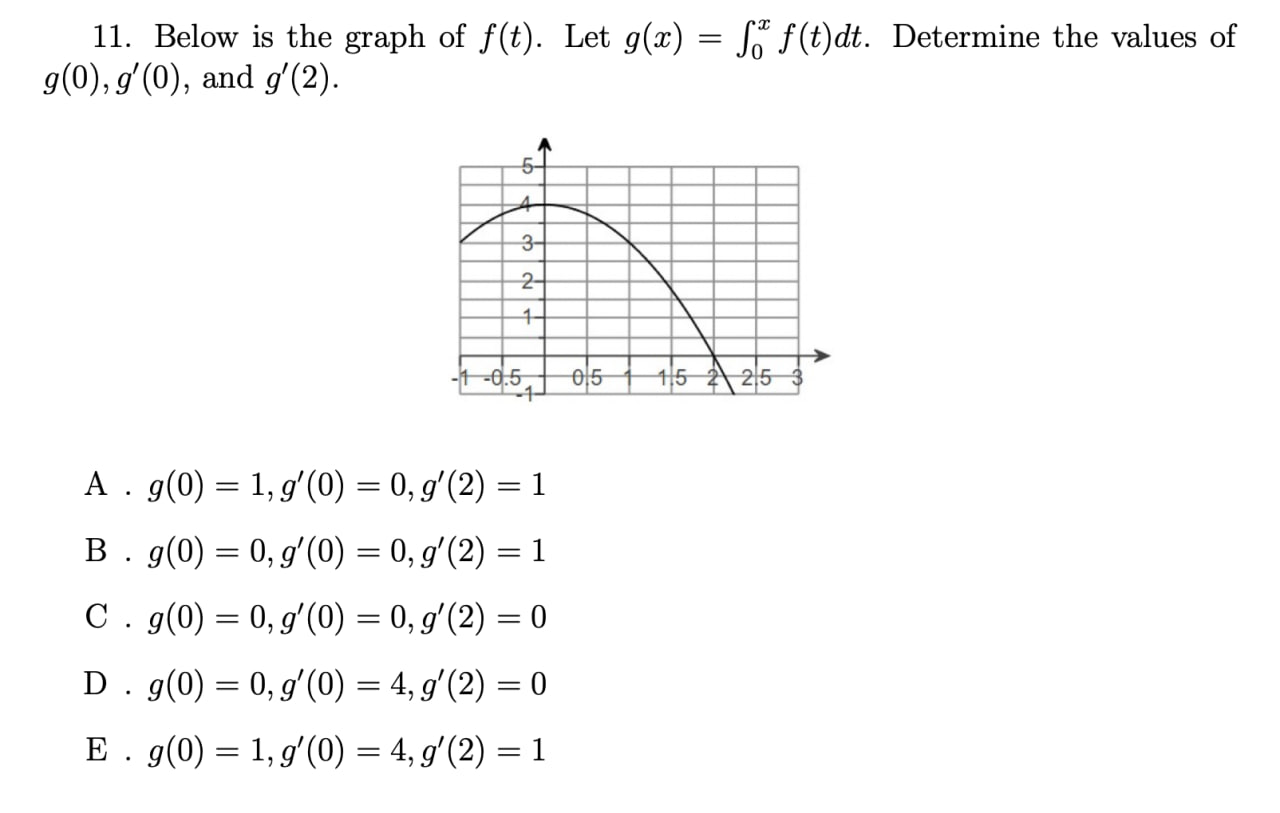 11. Below is the graph of f(t). Let g(x) = ∫₀ˣ f(t)dt. Determine the values of
g(0), g′(0), and g′(2).
5
4
3
2
1
-1 -0.5 0.5 1 1.5 2 2.5 3
-1
A . g(0) = 1, g′(0) = 0, g′(2) = 1
B . g(0) = 0, g′(0) = 0, g′(2) = 1
C . g(0) = 0, g′(0) = 0, g′(2) = 0
D . g(0) = 0, g′(0) = 4, g′(2) = 0
E . g(0) = 1, g′(0) = 4, g′(2) = 1